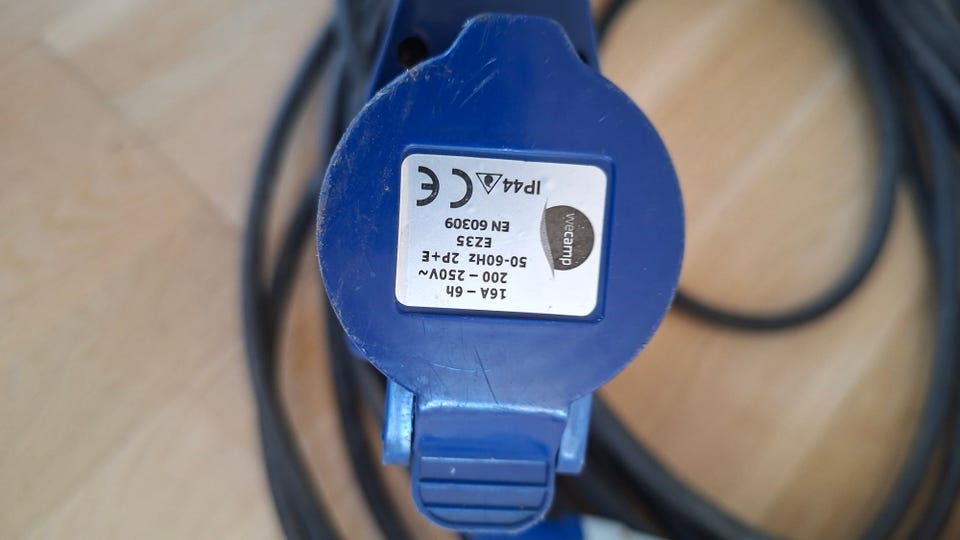 16A – 6h
200 – 250V~
50-60Hz 2P+E
EZ35
EN 60309
IP44 CE
wecamp